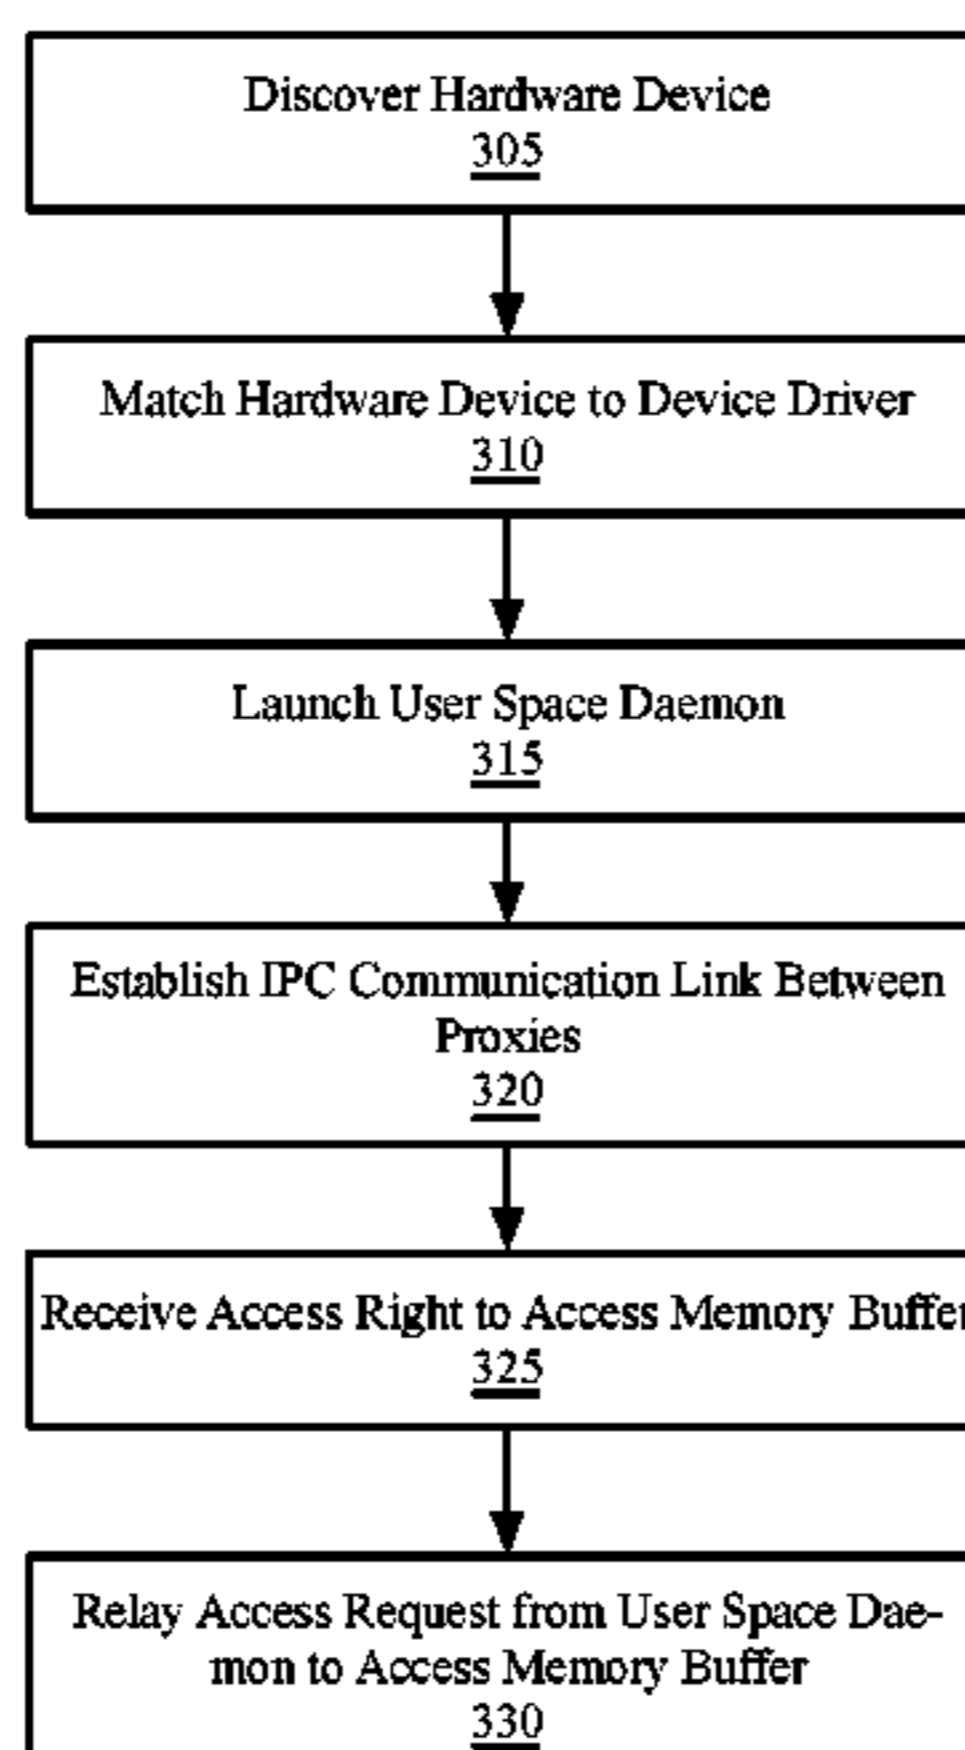 Discover Hardware Device
305
Match Hardware Device to Device Driver
310
Launch User Space Daemon
315
Establish IPC Communication Link Between
Proxies
320
Receive Access Right to Access Memory Buffer
325
Relay Access Request from User Space Dae-
mon to Access Memory Buffer
330